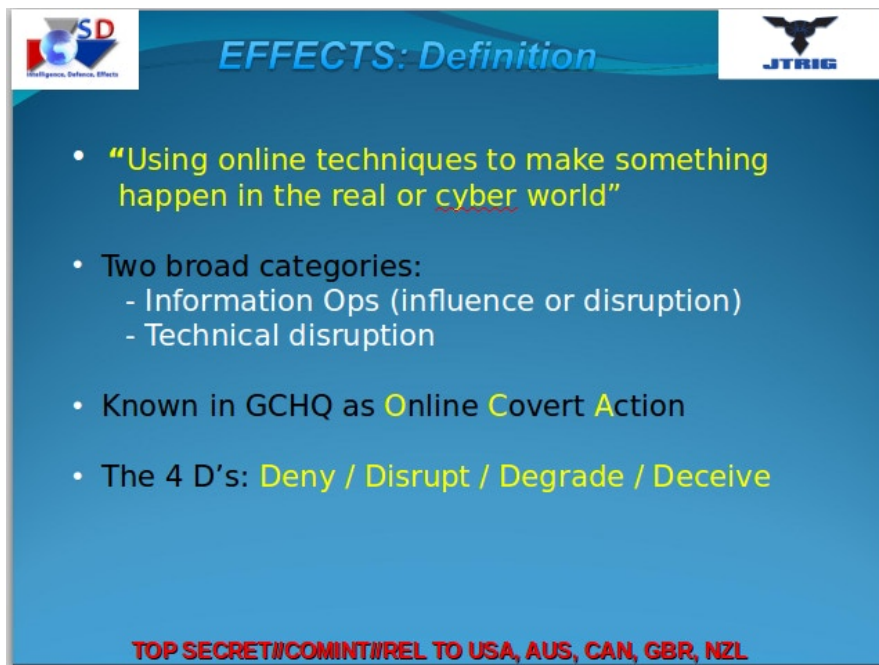 SD
Intelligence, Defence, Effects
EFFECTS: Definition
JTRIG
• “Using online techniques to make something
happen in the real or cyber world”
• Two broad categories:
- Information Ops (influence or disruption)
- Technical disruption
• Known in GCHQ as Online Covert Action
• The 4 D’s: Deny / Disrupt / Degrade / Deceive
TOP SECRET//COMINT//REL TO USA, AUS, CAN, GBR, NZL